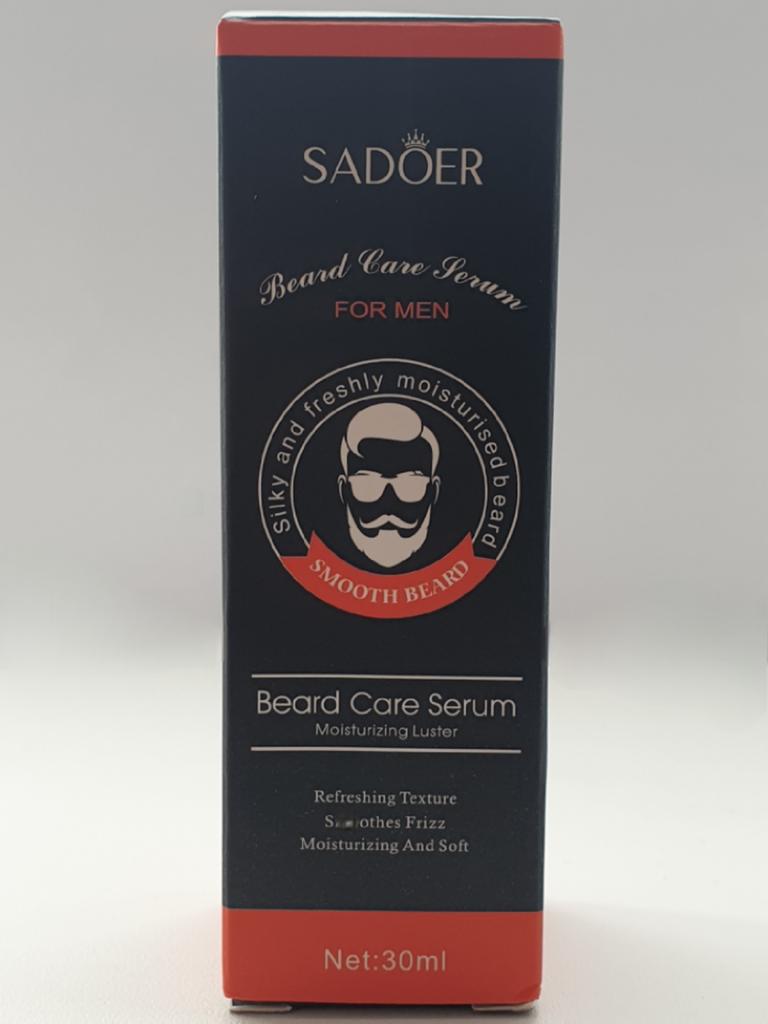 SADOER
Beard Care Serum
FOR MEN
Silky and freshly moisturised beard
SMOOTH BEARD
Beard Care Serum
Moisturizing Luster
Refreshing Texture
Frizz
Moisturizing And Soft
Net:30ml